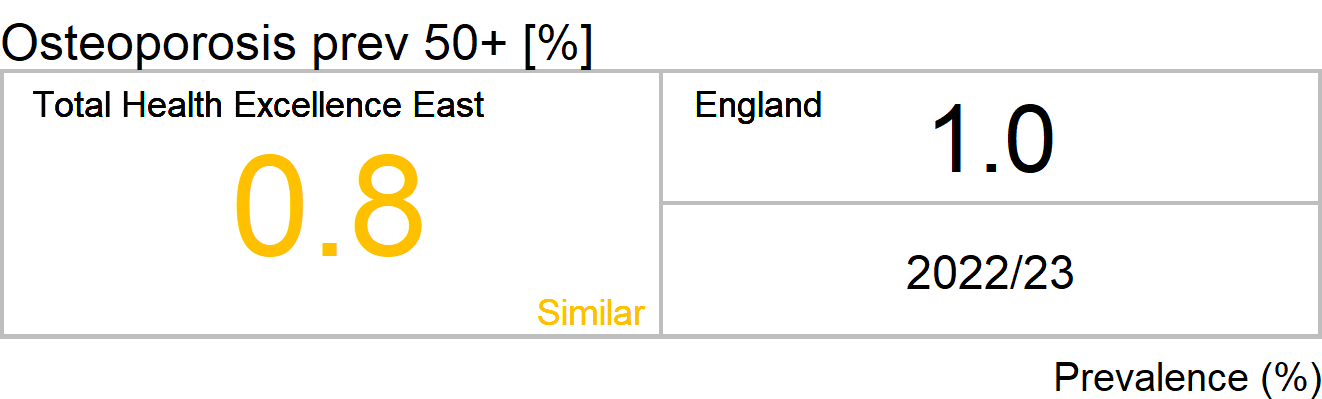 Osteoporosis prev 50+ [%]
Total Health Excellence East
0.8
Similar
England
1.0
2022/23
Prevalence (%)